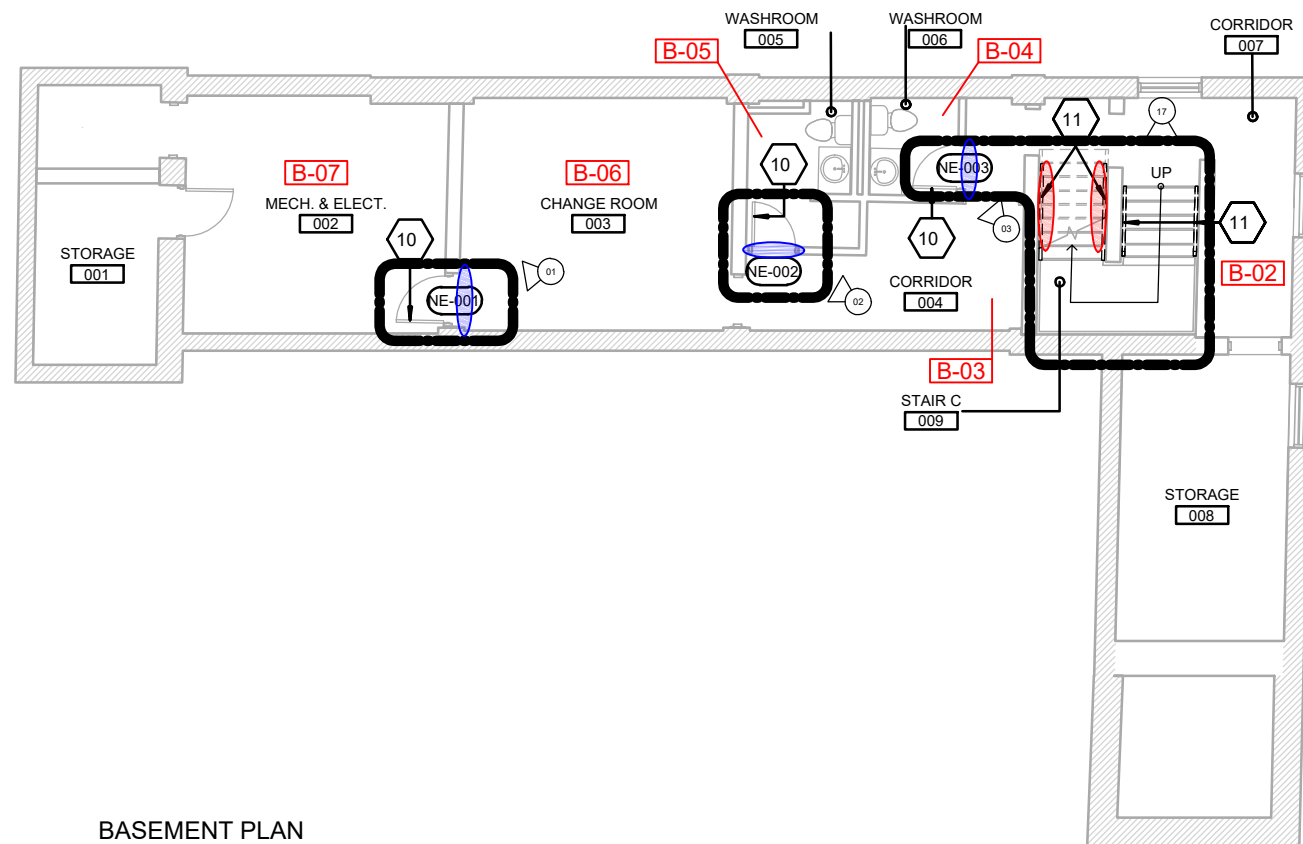 WASHROOM
005
WASHROOM
006
CORRIDOR
007
B-05
B-04
11
17
10
B-07
MECH. & ELECT.
002
B-06
CHANGE ROOM
003
NE-003
UP
STORAGE
001
10
10
03
11
NE-001
01
NE-002
02
CORRIDOR
004
B-02
B-03
STAIR C
009
STORAGE
008
BASEMENT PLAN